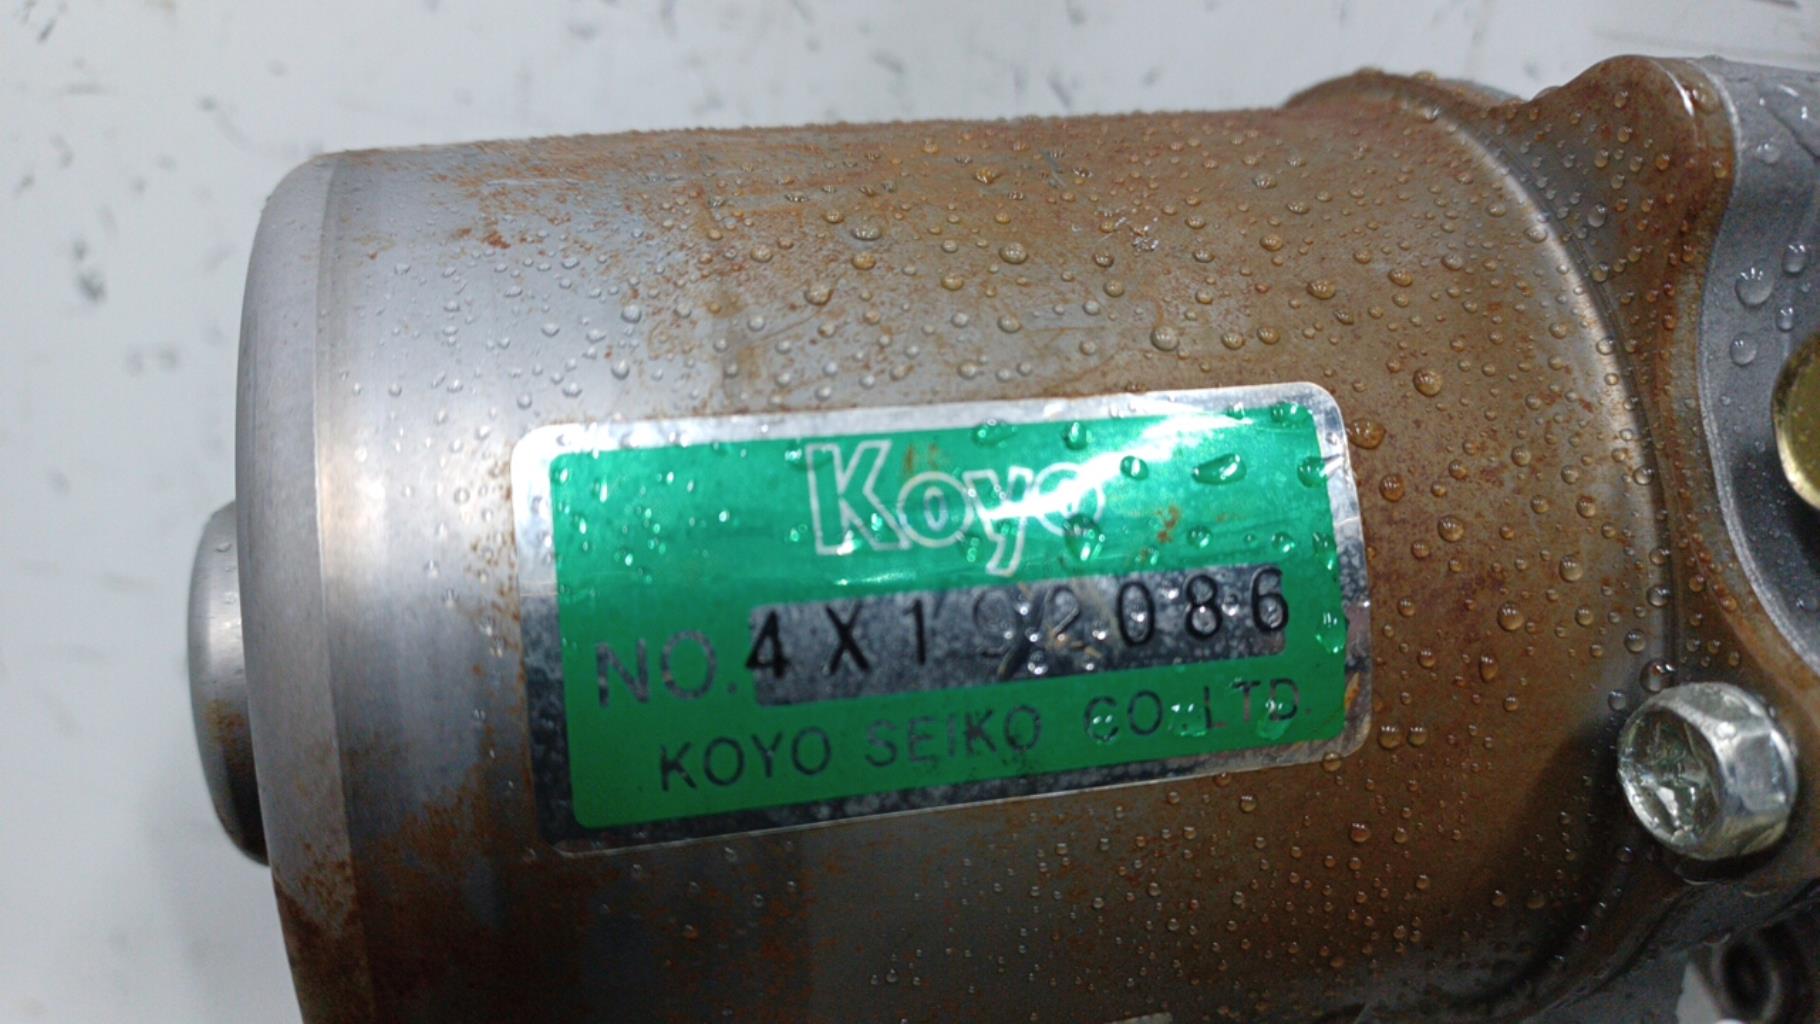 Koyo
NO. 4X192086
KOYO SEIKO CO.,LTD.